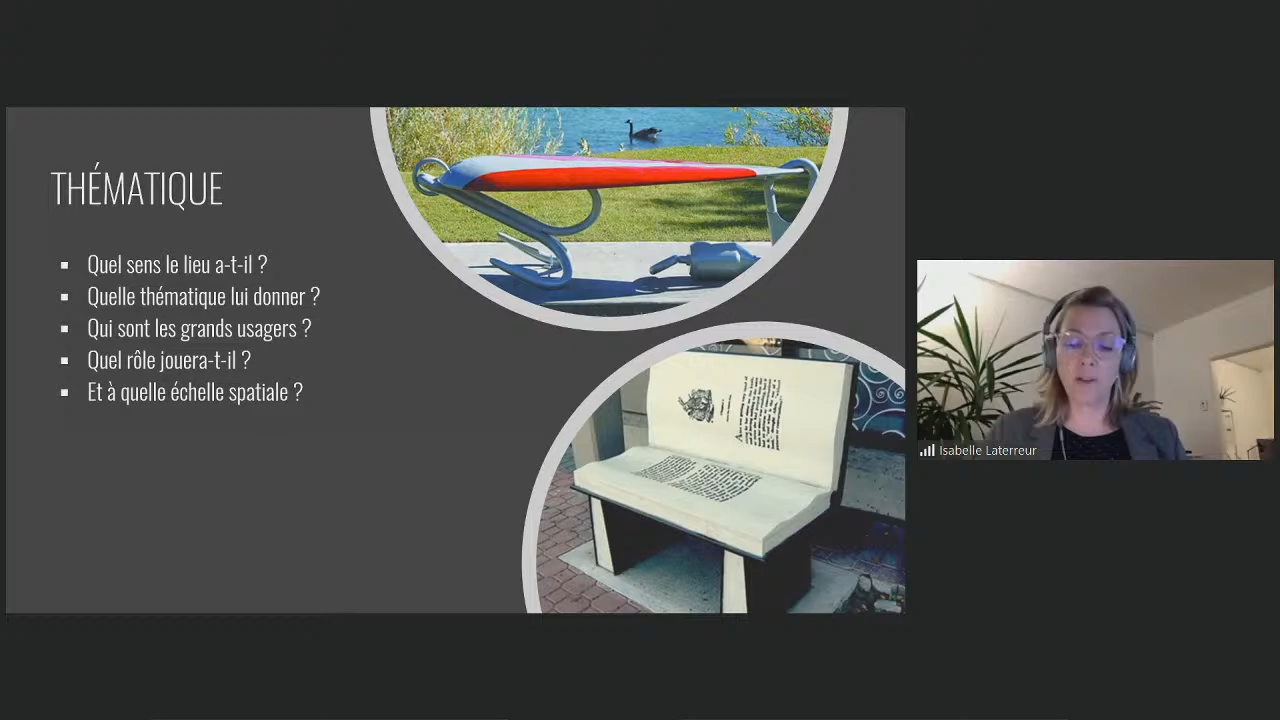 THÉMATIQUE
▪ Quel sens le lieu a-t-il ?
▪ Quelle thématique lui donner ?
▪ Qui sont les grands usagers ?
▪ Quel rôle jouera-t-il ?
▪ Et à quelle échelle spatiale ?
Isabelle Laterreur